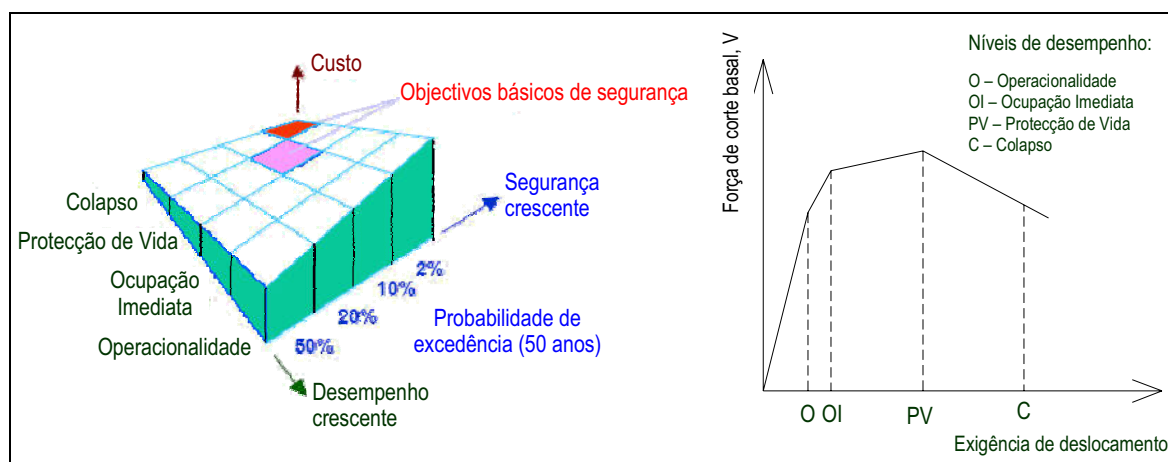 Custo
Objectivos básicos de segurança
Segurança
crescente
Colapso
Protecção de Vida
Ocupação
Imediata
Operacionalidade
50%
20%
10%
2%
Probabilidade de
excedência (50 anos)
Desempenho
crescente
Força de corte basal, V
Níveis de desempenho:
O – Operacionalidade
OI – Ocupação Imediata
PV – Protecção de Vida
C – Colapso
O
OI
PV
C
Exigência de deslocamento